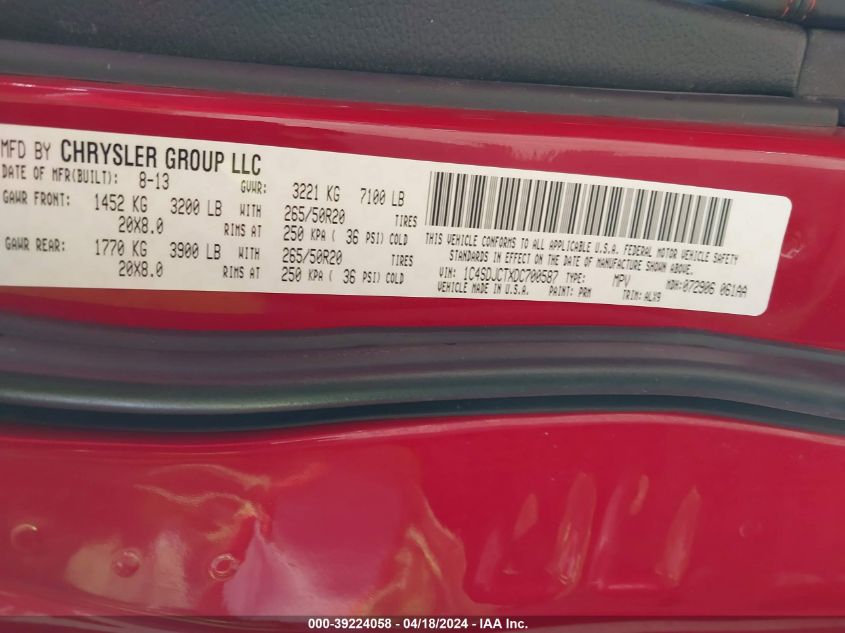 MFD BY CHRYSLER GROUP LLC
DATE OF MFR(BUILT): 8-13 GVWR: 3221 KG 7100 LB
GAWR FRONT: 1452 KG 3200 LB WITH 265/50R20 TIRES
20X8.0 RIMS AT 250 KPA ( 36 PSI) COLD
GAWR REAR: 1770 KG 3900 LB WITH 265/50R20 TIRES
20X8.0 RIMS AT 250 KPA ( 36 PSI) COLD
THIS VEHICLE CONFORMS TO ALL APPLICABLE U.S.A. FEDERAL MOTOR VEHICLE SAFETY
STANDARDS IN EFFECT ON THE DATE OF MANUFACTURE SHOWN ABOVE.
VIN: 1C4SDJCTXDC700587 TYPE: MPV MDH:072906 061AA
VEHICLE MADE IN U.S.A. PAINT: PRM TRIM:ALX9
000-39224058 - 04/18/2024 - IAA Inc.